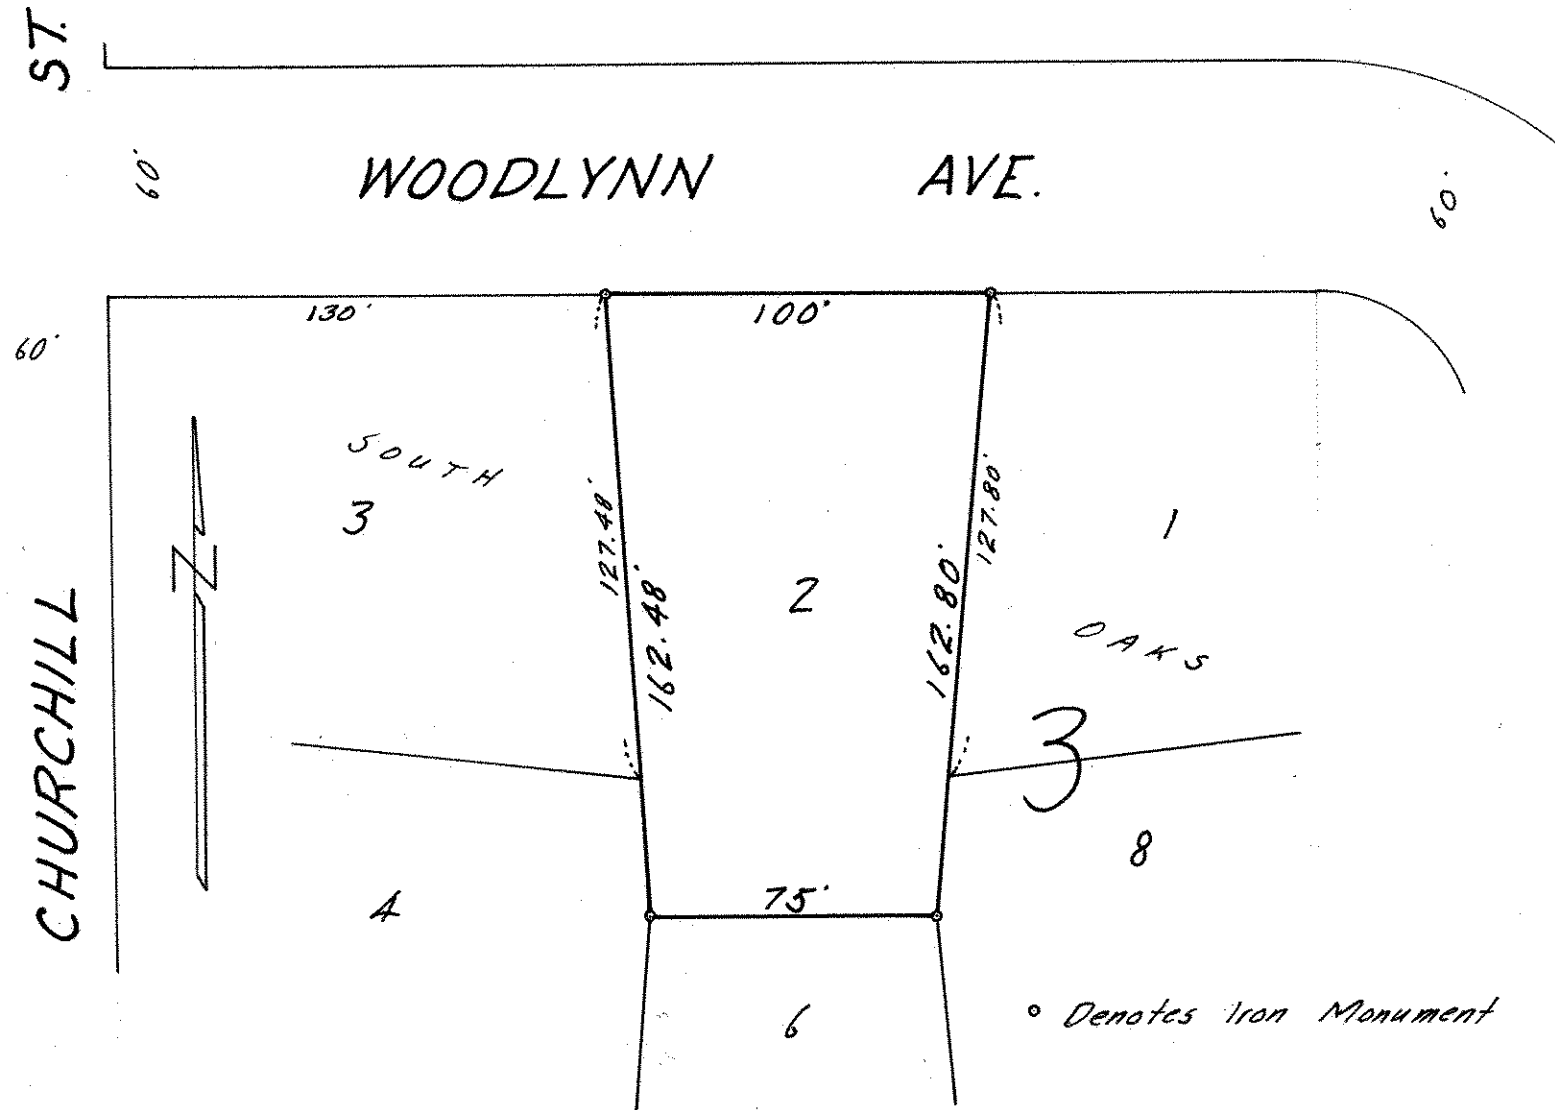 CHURCHILL ST.
WOODLYNN AVE.
60'
60'
60'
130'
100'
SOUTH
OAKS
3
2
1
127.48'
162.48'
162.80'
127.80'
N
3
4
8
75'
6
Denotes Iron Monument